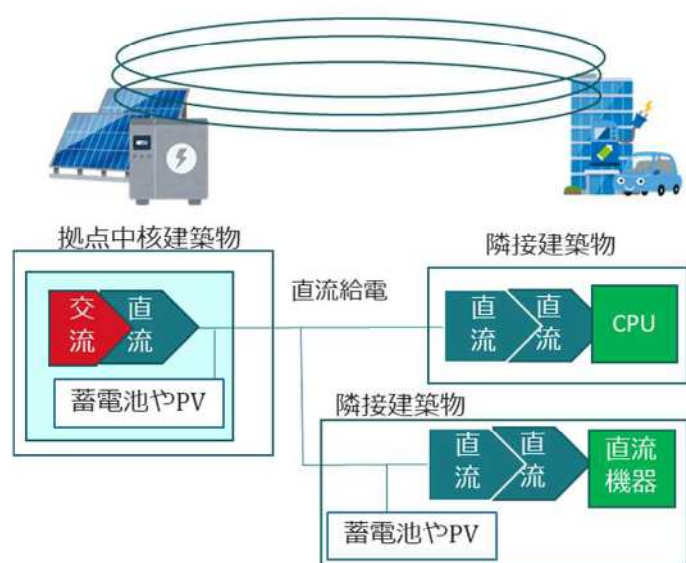 拠点中核建築物
交流
直流
蓄電池やPV
直流給電
隣接建築物
直流
直流
CPU
隣接建築物
直流
直流
直流機器
蓄電池やPV